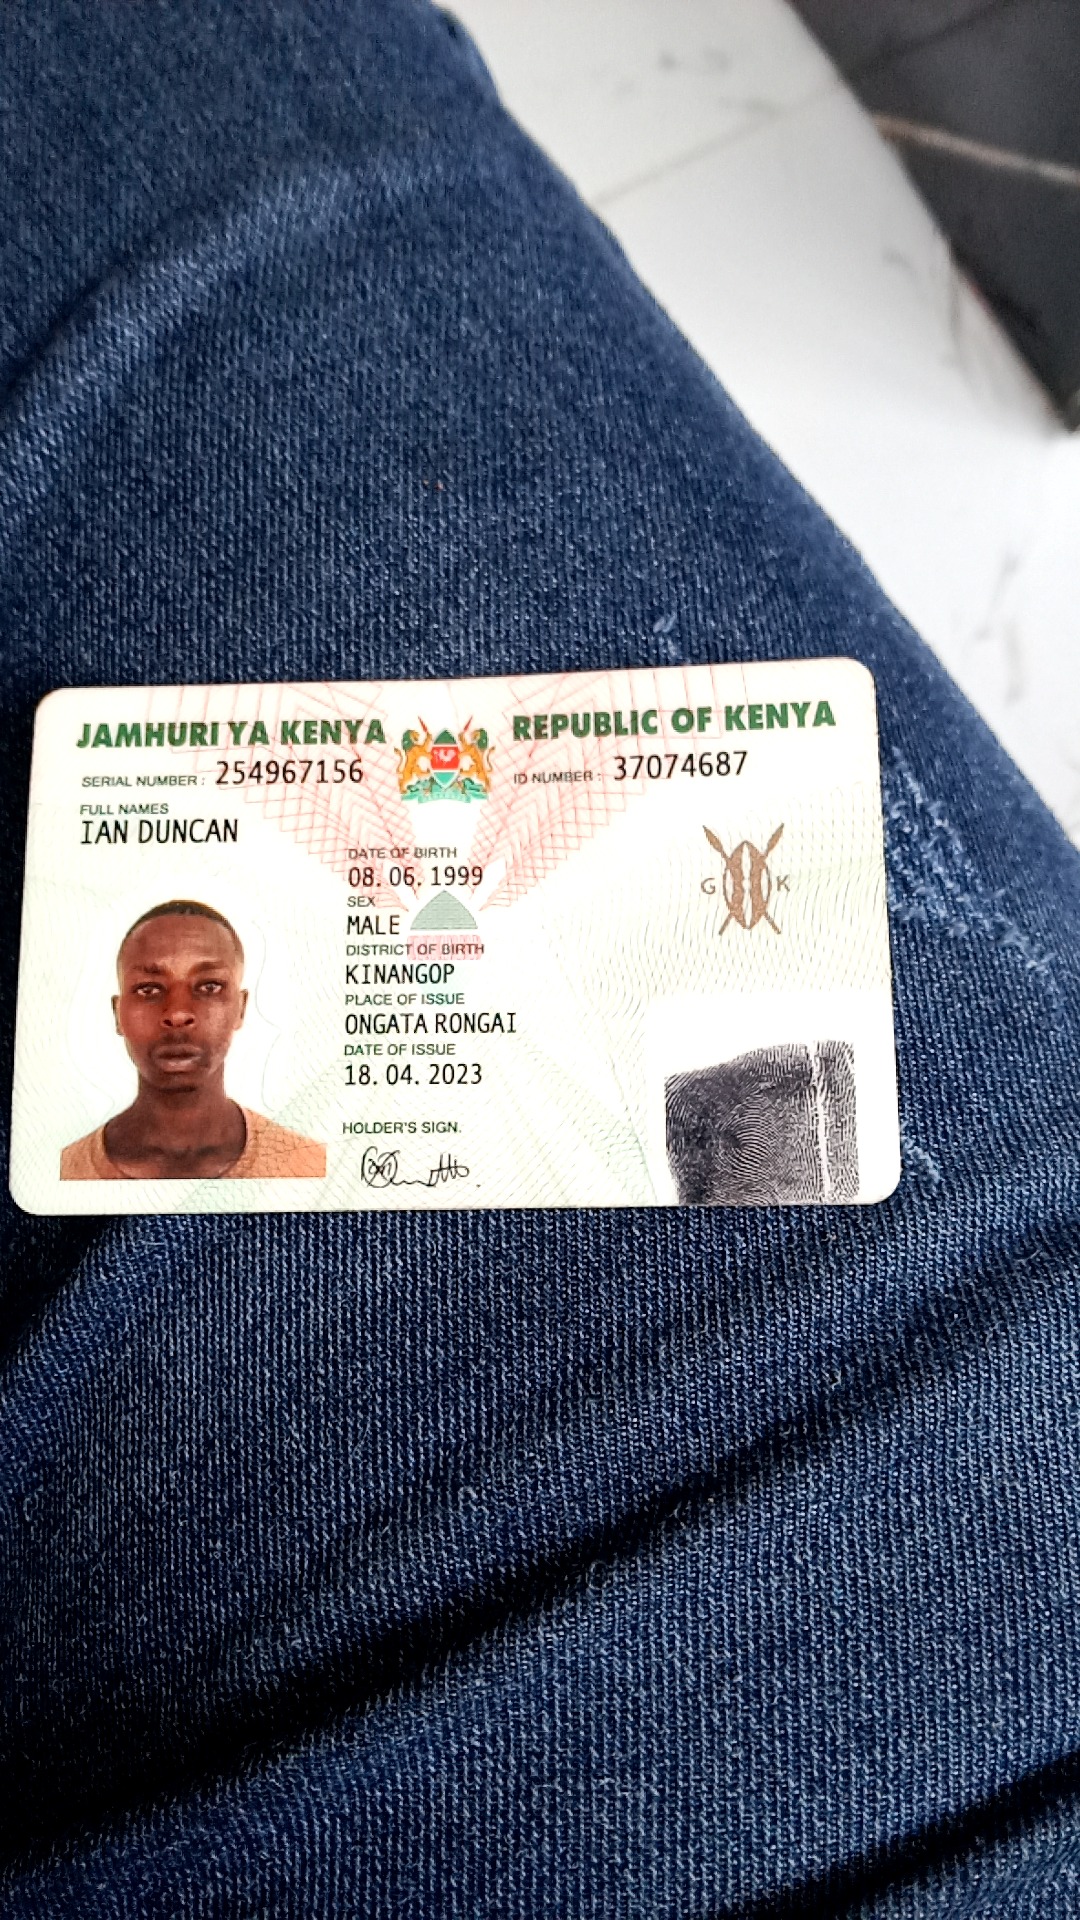 JAMHURI YA KENYA
REPUBLIC OF KENYA
SERIAL NUMBER: 254967156
ID NUMBER: 37074687
FULL NAMES
IAN DUNCAN
DATE OF BIRTH
08. 06. 1999
SEX
MALE
DISTRICT OF BIRTH
KINANGOP
PLACE OF ISSUE
ONGATA RONGAI
DATE OF ISSUE
18. 04. 2023
HOLDER'S SIGN.
G K